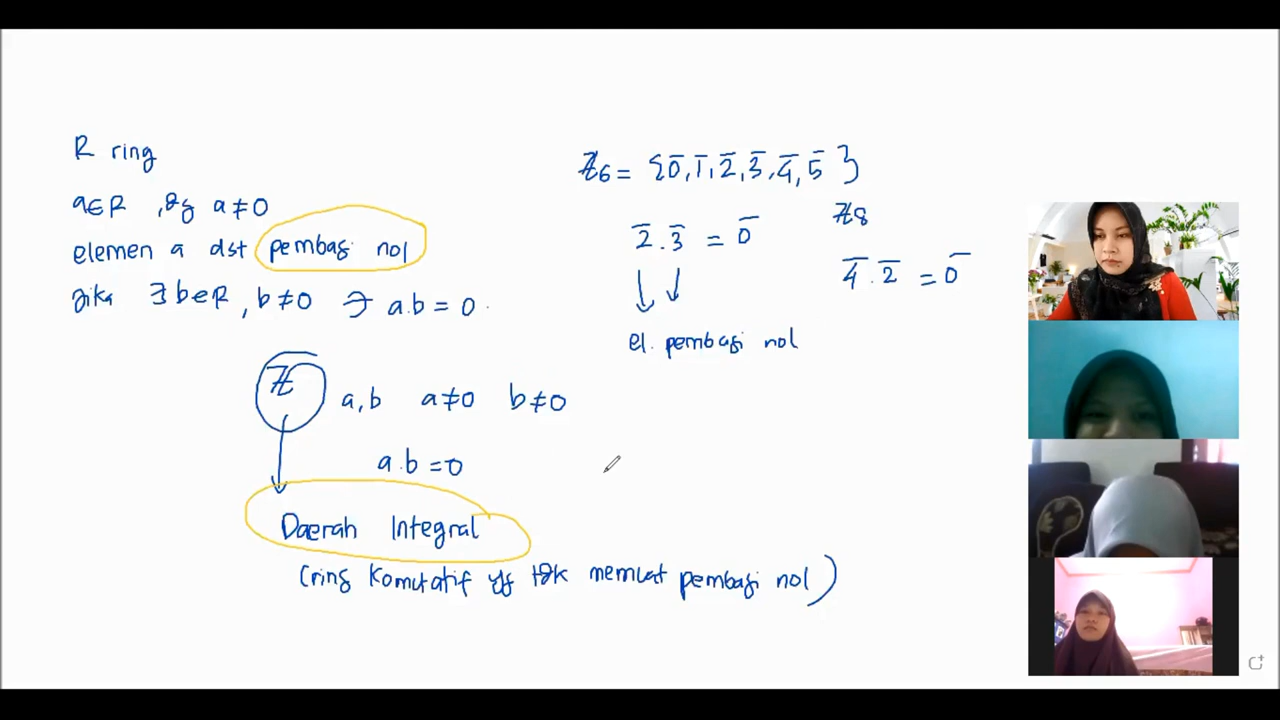 R ring
a∈R , dg a≠0
elemen a dst pembagi nol
jika ∃ b∈R , b≠0 ∋ a.b = 0 .
ℤ a,b a≠0 b≠0
a.b = 0
Daerah Integral
(ring komutatif yg tdk memuat pembagi nol)
ℤ6 = {0̅, 1̅, 2̅, 3̅, 4̅, 5̅ }
2̅ . 3̅ = 0̅
el. pembagi nol
ℤ8
4̅ . 2̅ = 0̅